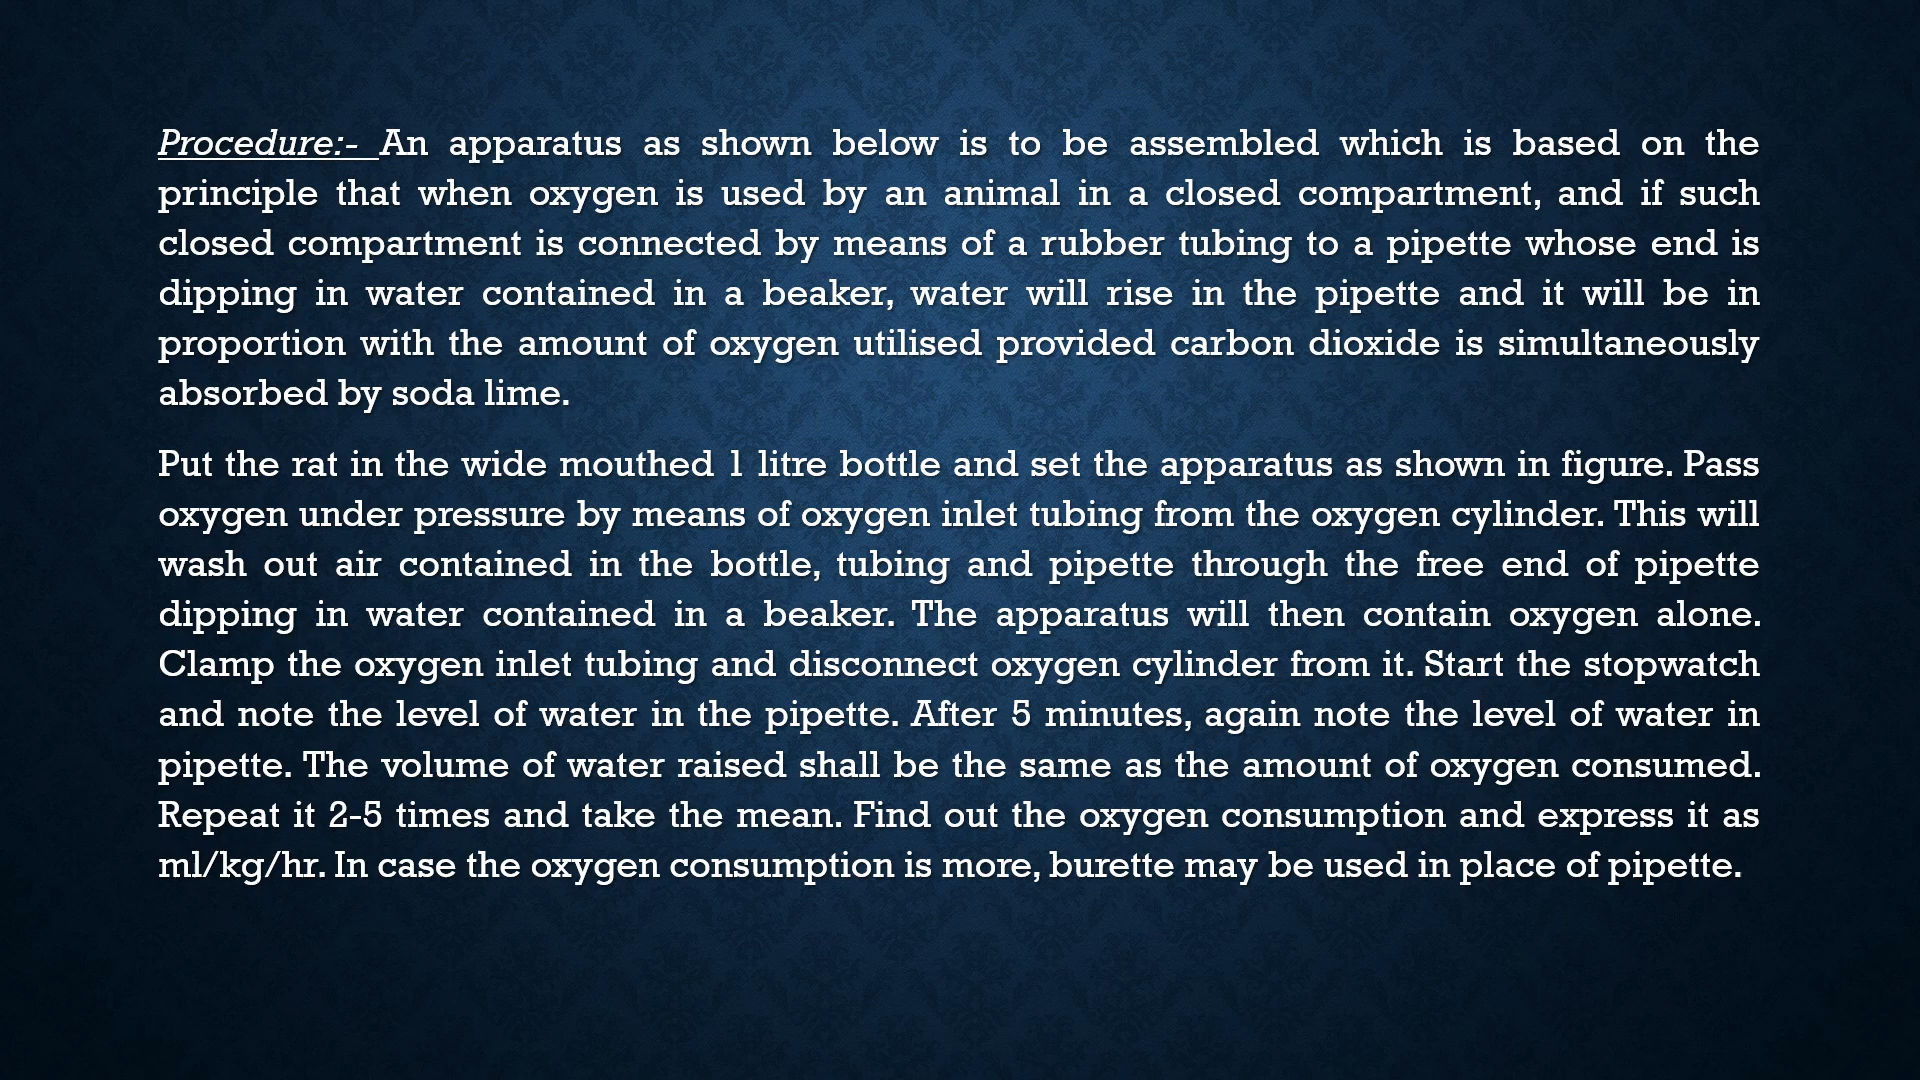 Procedure:- An apparatus as shown below is to be assembled which is based on the
principle that when oxygen is used by an animal in a closed compartment, and if such
closed compartment is connected by means of a rubber tubing to a pipette whose end is
dipping in water contained in a beaker, water will rise in the pipette and it will be in
proportion with the amount of oxygen utilised provided carbon dioxide is simultaneously
absorbed by soda lime.
Put the rat in the wide mouthed 1 litre bottle and set the apparatus as shown in figure. Pass
oxygen under pressure by means of oxygen inlet tubing from the oxygen cylinder. This will
wash out air contained in the bottle, tubing and pipette through the free end of pipette
dipping in water contained in a beaker. The apparatus will then contain oxygen alone.
Clamp the oxygen inlet tubing and disconnect oxygen cylinder from it. Start the stopwatch
and note the level of water in the pipette. After 5 minutes, again note the level of water in
pipette. The volume of water raised shall be the same as the amount of oxygen consumed.
Repeat it 2-5 times and take the mean. Find out the oxygen consumption and express it as
ml/kg/hr. In case the oxygen consumption is more, burette may be used in place of pipette.